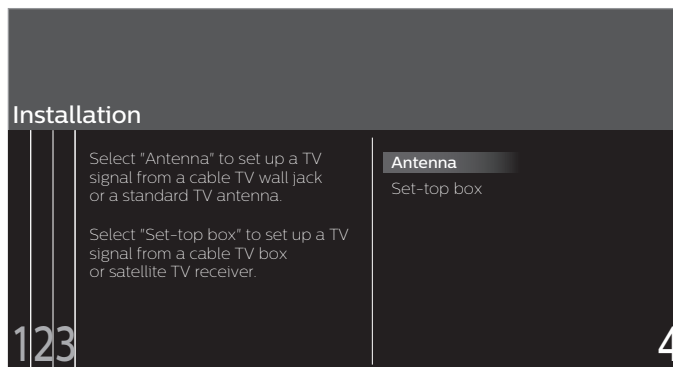 Installation
Select "Antenna" to set up a TV
signal from a cable TV wall jack
or a standard TV antenna.
Select "Set-top box" to set up a TV
signal from a cable TV box
or satellite TV receiver.
Antenna
Set-top box
123
4